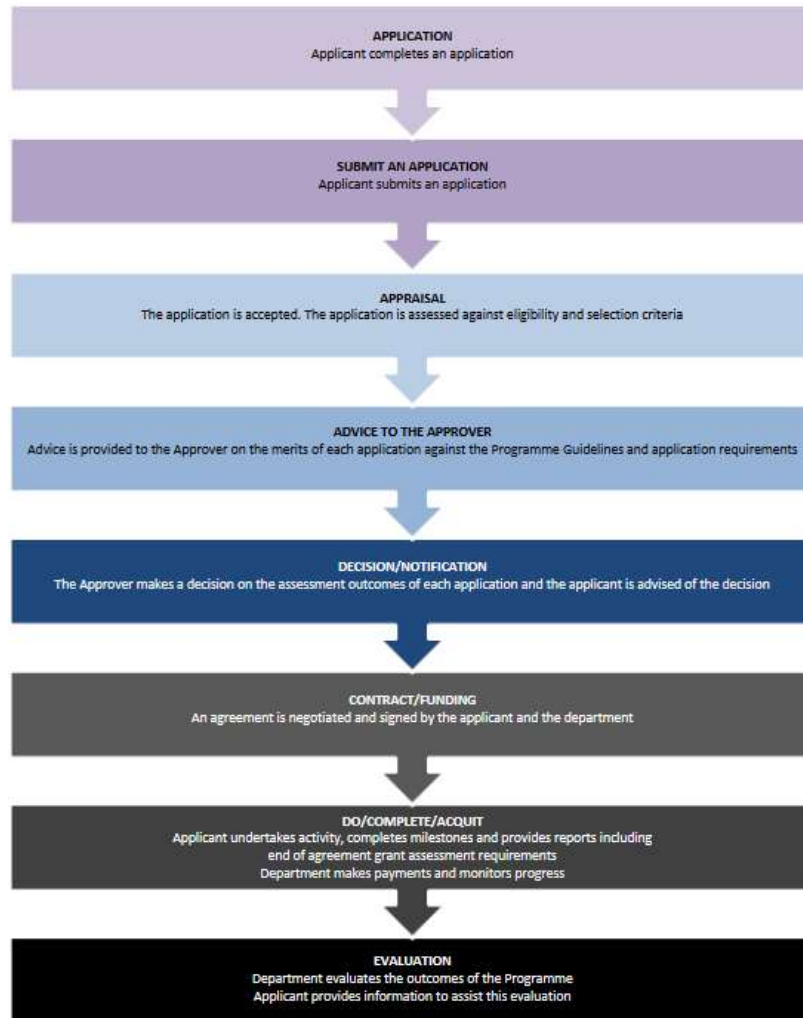 APPLICATION
Applicant completes an application
SUBMIT AN APPLICATION
Applicant submits an application
APPRAISAL
The application is accepted. The application is assessed against eligibility and selection criteria
ADVICE TO THE APPROVER
Advice is provided to the Approver on the merits of each application against the Programme Guidelines and application requirements
DECISION/NOTIFICATION
The Approver makes a decision on the assessment outcomes of each application and the applicant is advised of the decision
CONTRACT/FUNDING
An agreement is negotiated and signed by the applicant and the department
DO/COMPLETE/ACQUIT
Applicant undertakes activity, completes milestones and provides reports including
end of agreement grant assessment requirements
Department makes payments and monitors progress
EVALUATION
Department evaluates the outcomes of the Programme
Applicant provides information to assist this evaluation